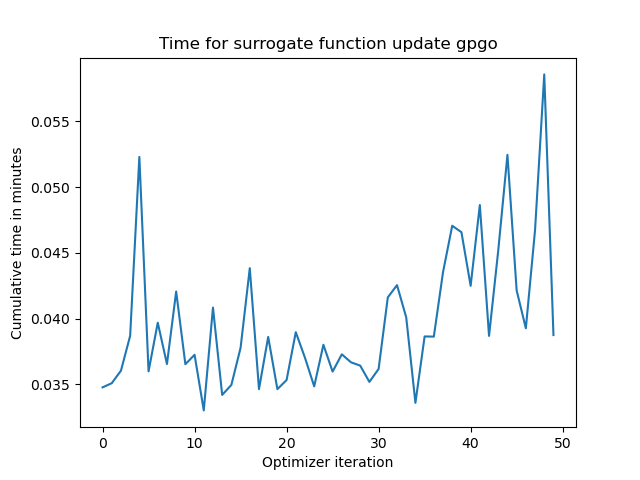 Time for surrogate function update gpgo
Cumulative time in minutes
0.055
0.050
0.045
0.040
0.035
0 10 20 30 40 50
Optimizer iteration